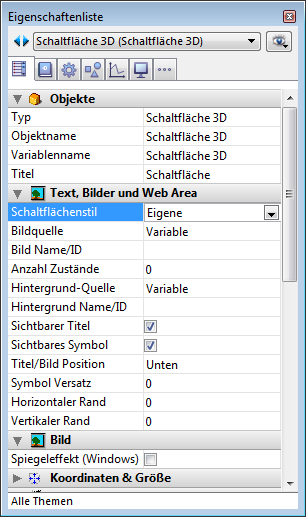 Eigenschaftenliste
Schaltfläche 3D (Schaltfläche 3D)
Objekte
Typ Schaltfläche 3D
Objektname Schaltfläche 3D
Variablenname Schaltfläche 3D
Titel Schaltfläche
Text, Bilder und Web Area
Schaltflächenstil Eigene
Bildquelle Variable
Bild Name/ID
Anzahl Zustände 0
Hintergrund-Quelle Variable
Hintergrund Name/ID
Sichtbarer Titel
Sichtbares Symbol
Titel/Bild Position Unten
Symbol Versatz 0
Horizontaler Rand 0
Vertikaler Rand 0
Bild
Spiegeleffekt (Windows)
Koordinaten & Größe
Alle Themen